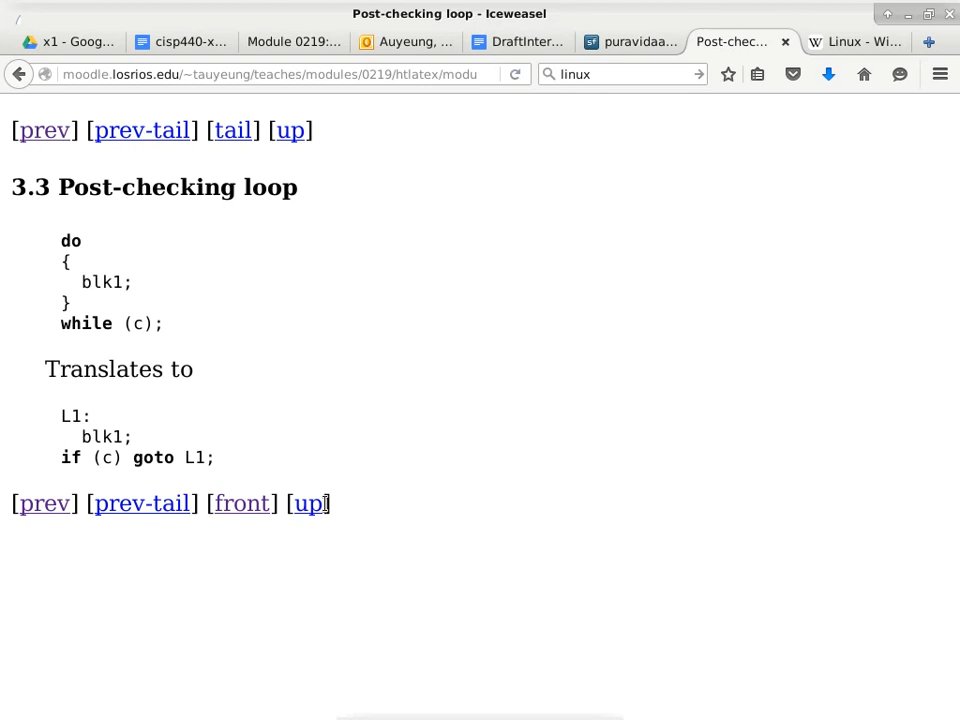 Post-checking loop - Iceweasel
x1 - Goog...
cisp440-x...
Module 0219:...
Auyeung, ...
DraftInter...
puravidaa...
Post-chec...
Linux - Wi...
moodle.losrios.edu/~tauyeung/teaches/modules/0219/htlatex/modu
linux
[prev] [prev-tail] [tail] [up]
3.3 Post-checking loop
do
{
blk1;
}
while (c);
Translates to
L1:
blk1;
if (c) goto L1;
[prev] [prev-tail] [front] [up]